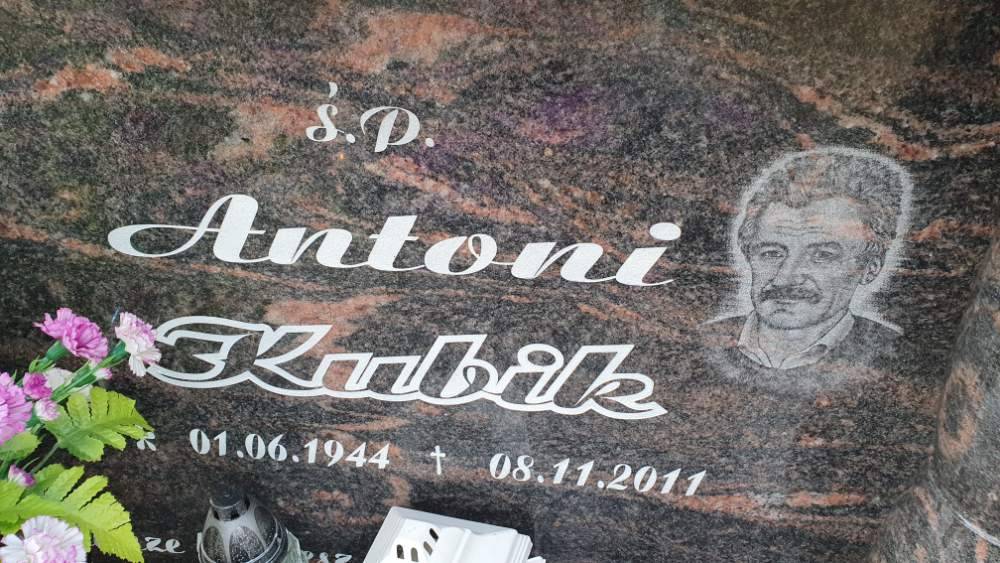 ś.p.
Antoni
Kubik
* 01.06.1944 † 08.11.2011